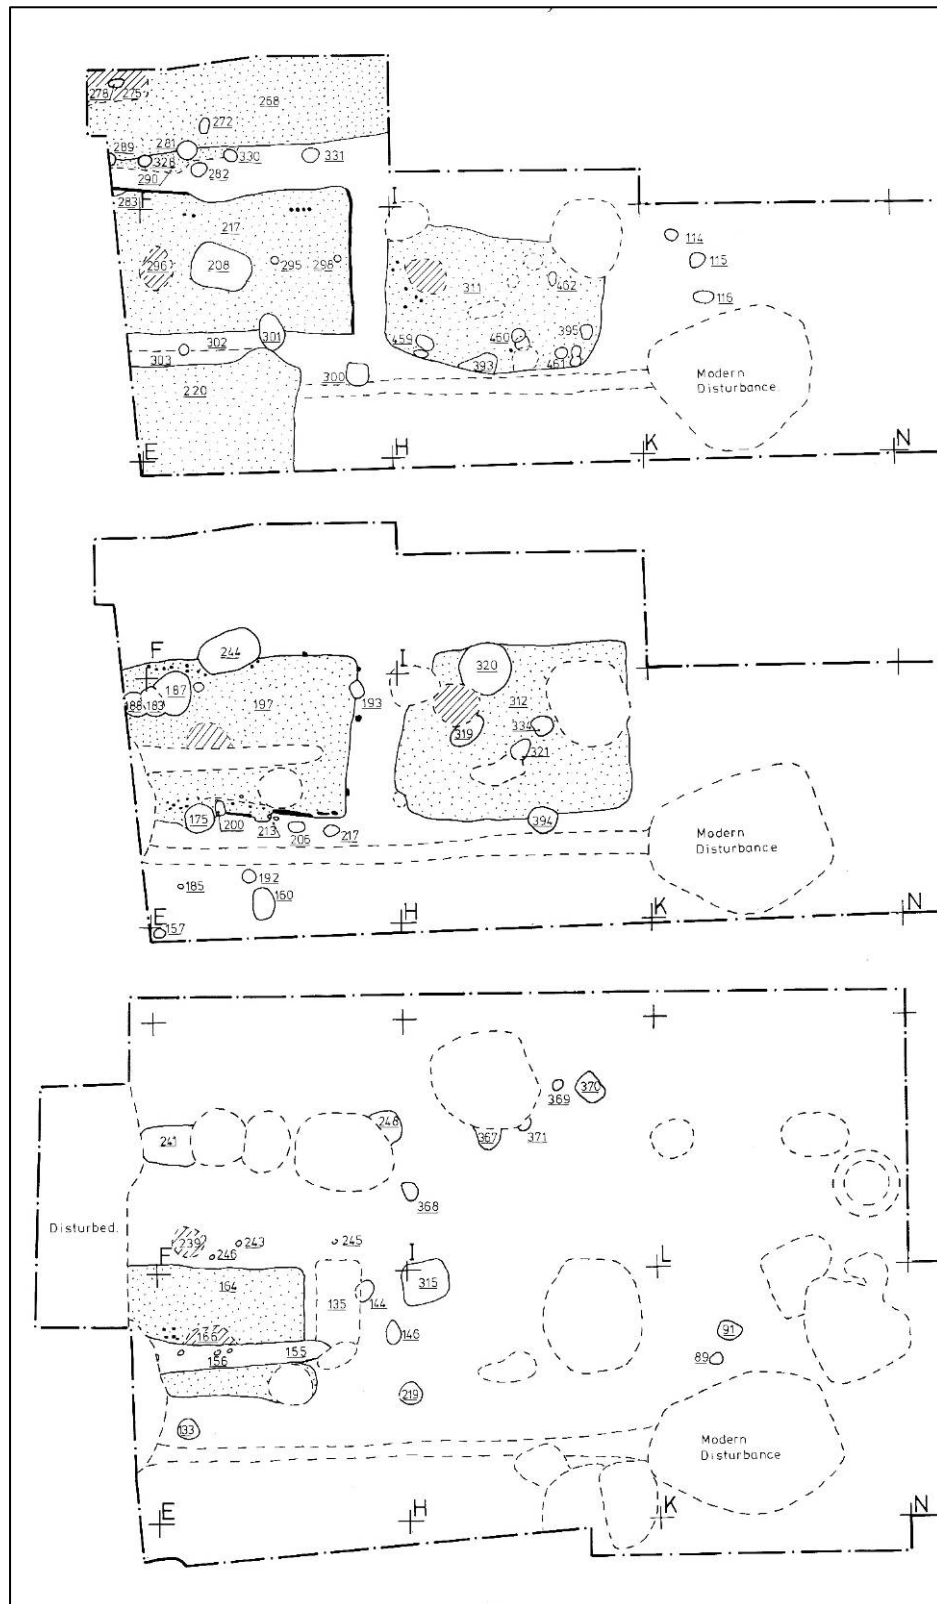 278 275
268
272
289 281
328 330 331
290 282
283 F I
217 114
296 208 295 298 311 462 115
116
302 301 459 460 395
303 300 393 461
Modern
Disturbance.
220
E H K N
F 244 I 320
188 183 187 197 193 312
319 334
321
175 200 213 206 217 394
Modern
Disturbance
185 192
160
E 157 H K N
369 370
241 248 367 371
368
Disturbed.
239 243 245
246
F I L
164 135 144 315
166 146 91
156 155 89
219
133
Modern
Disturbance
E H K N